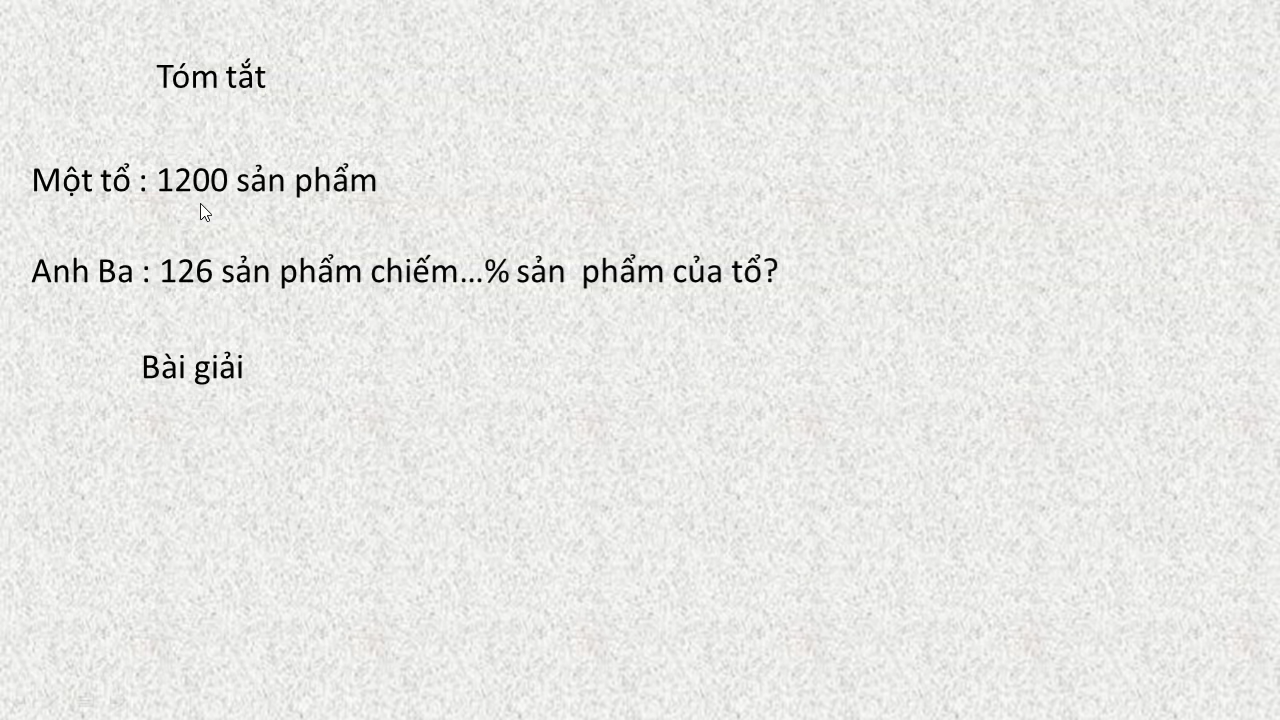 Tóm tắt
Một tổ : 1200 sản phẩm
Anh Ba : 126 sản phẩm chiếm...% sản  phẩm của tổ?
Bài giải